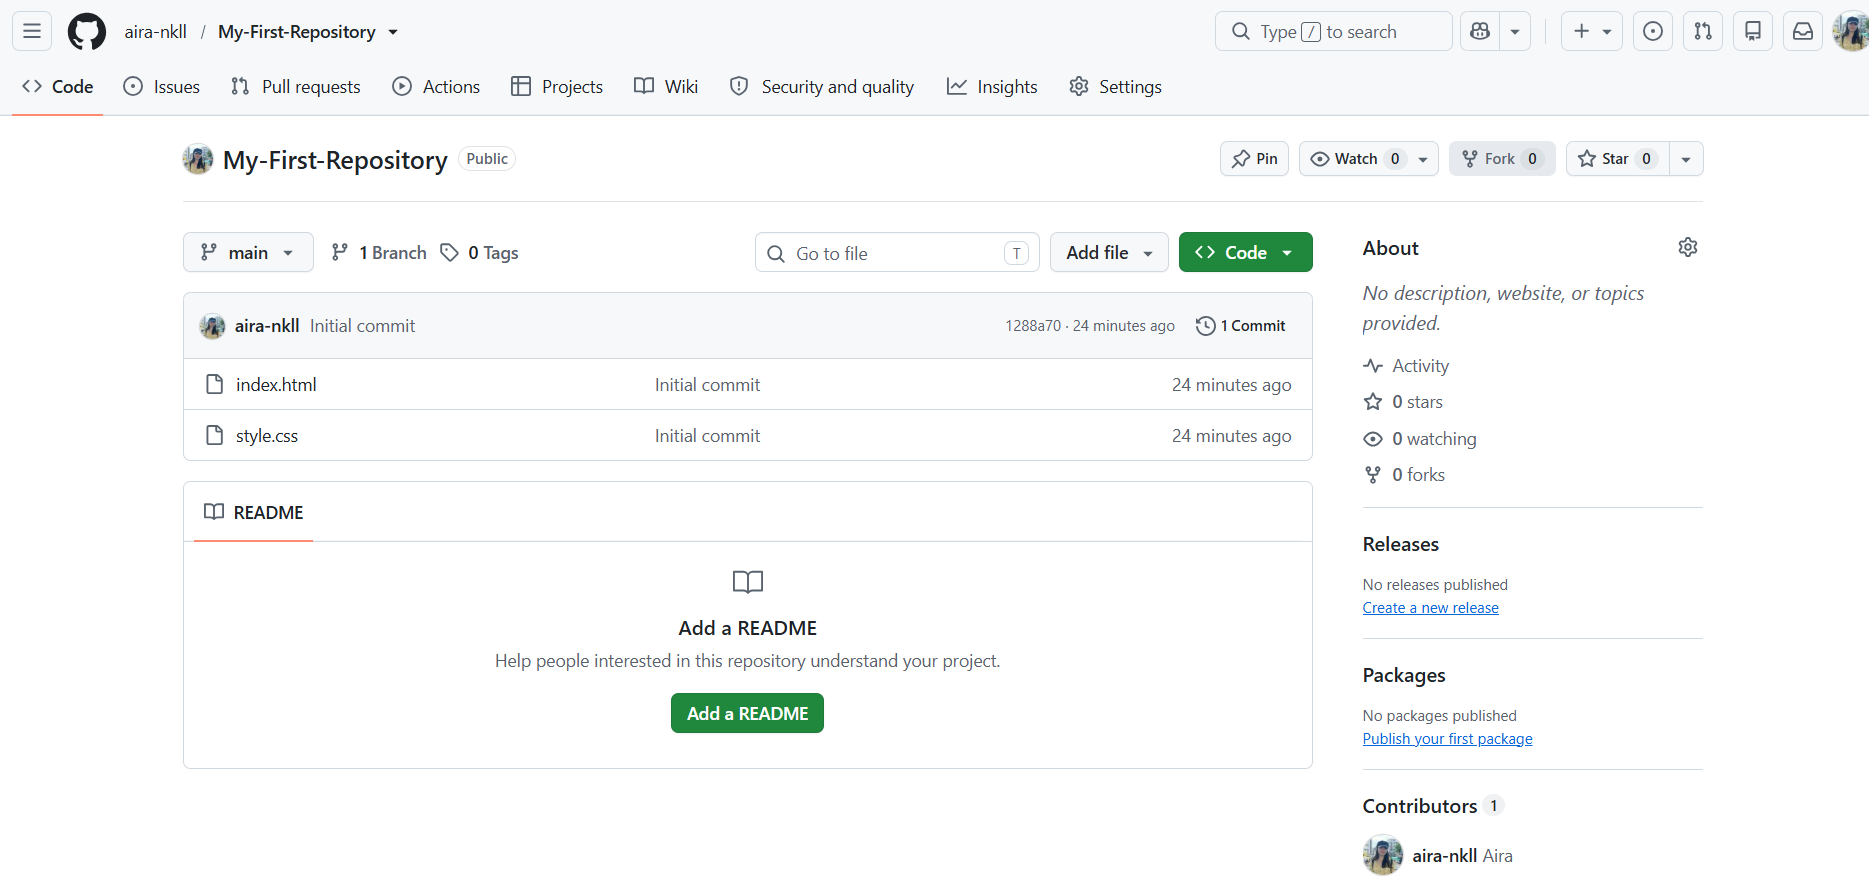 aira-nkll / My-First-Repository
Type / to search
Code Issues Pull requests Actions Projects Wiki Security and quality Insights Settings
My-First-Repository Public
Pin Watch 0 Fork 0 Star 0
main 1 Branch 0 Tags
Go to file T Add file Code
aira-nkll Initial commit 1288a70 · 24 minutes ago 1 Commit
index.html Initial commit 24 minutes ago
style.css Initial commit 24 minutes ago
README
Add a README
Help people interested in this repository understand your project.
Add a README
About
No description, website, or topics
provided.
Activity
0 stars
0 watching
0 forks
Releases
No releases published
Create a new release
Packages
No packages published
Publish your first package
Contributors 1
aira-nkll Aira